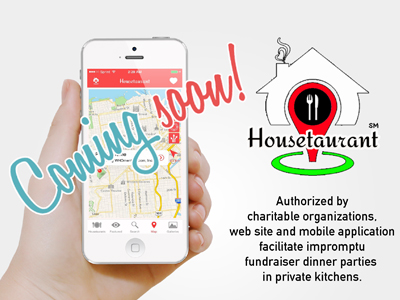 Coming soon!
Housetaurant
Housetaurant SM
Authorized by
charitable organizations,
web site and mobile application
facilitate impromptu
fundraiser dinner parties
in private kitchens.